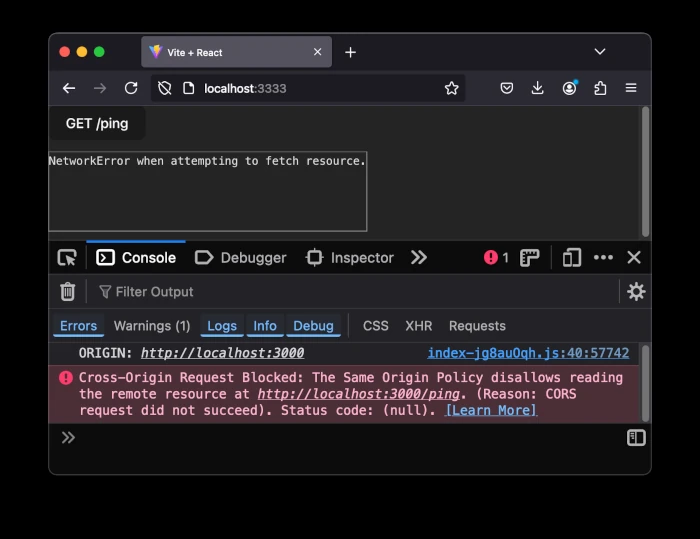 Vite + React
localhost:3333
GET /ping
NetworkError when attempting to fetch resource.
Console
Debugger
Inspector
1
Filter Output
Errors Warnings (1) Logs Info Debug CSS XHR Requests
ORIGIN: http://localhost:3000 index-jg8auOqh.js:40:57742
Cross-Origin Request Blocked: The Same Origin Policy disallows reading
the remote resource at http://localhost:3000/ping. (Reason: CORS
request did not succeed). Status code: (null). [Learn More]